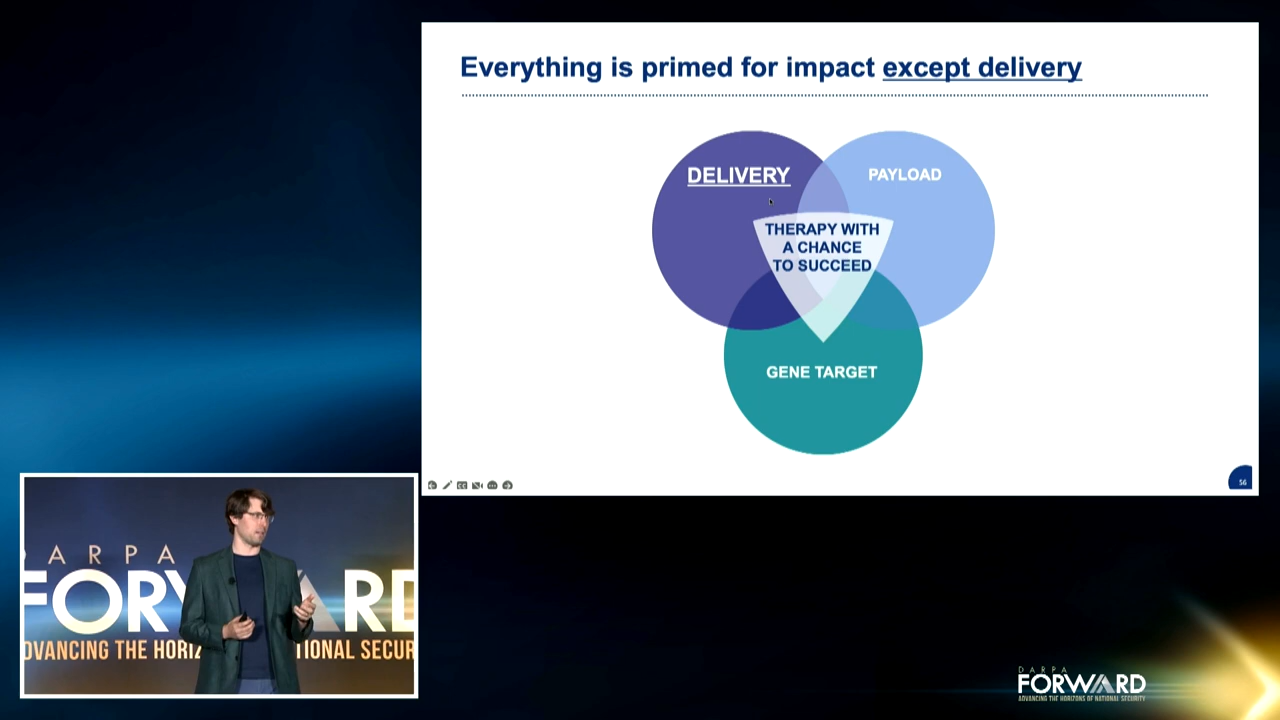 Everything is primed for impact except delivery
DELIVERY
PAYLOAD
THERAPY WITH
A CHANCE
TO SUCCEED
GENE TARGET
56
DARPA
FORWARD
ADVANCING THE HORIZONS OF NATIONAL SECURITY